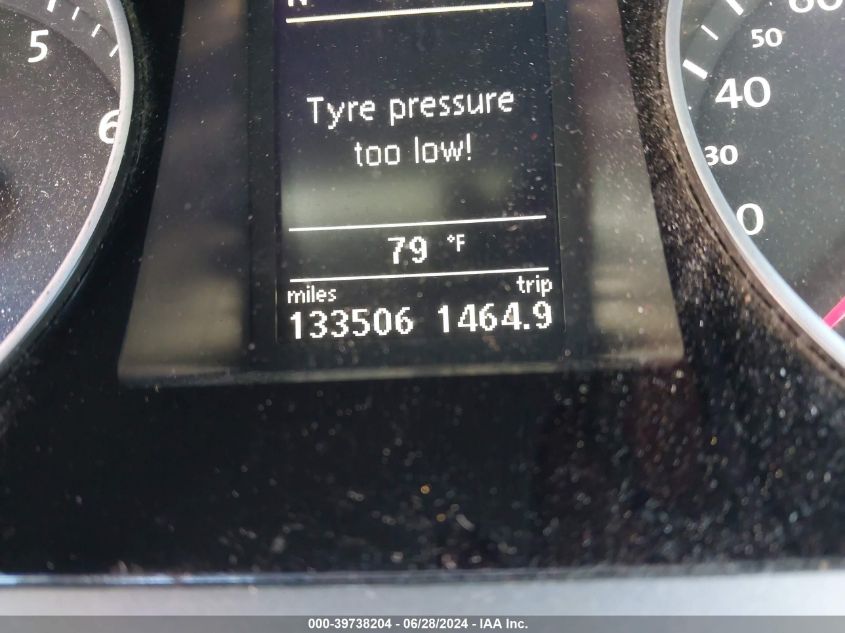 5
6
Tyre pressure
too low!
79 °F
miles trip
133506 1464.9
50
40
30
000-39738204 / 06/28/2024 - IAA Inc.